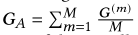 $G_A = \sum_{m=1}^{M} \frac{G^{(m)}}{M}$